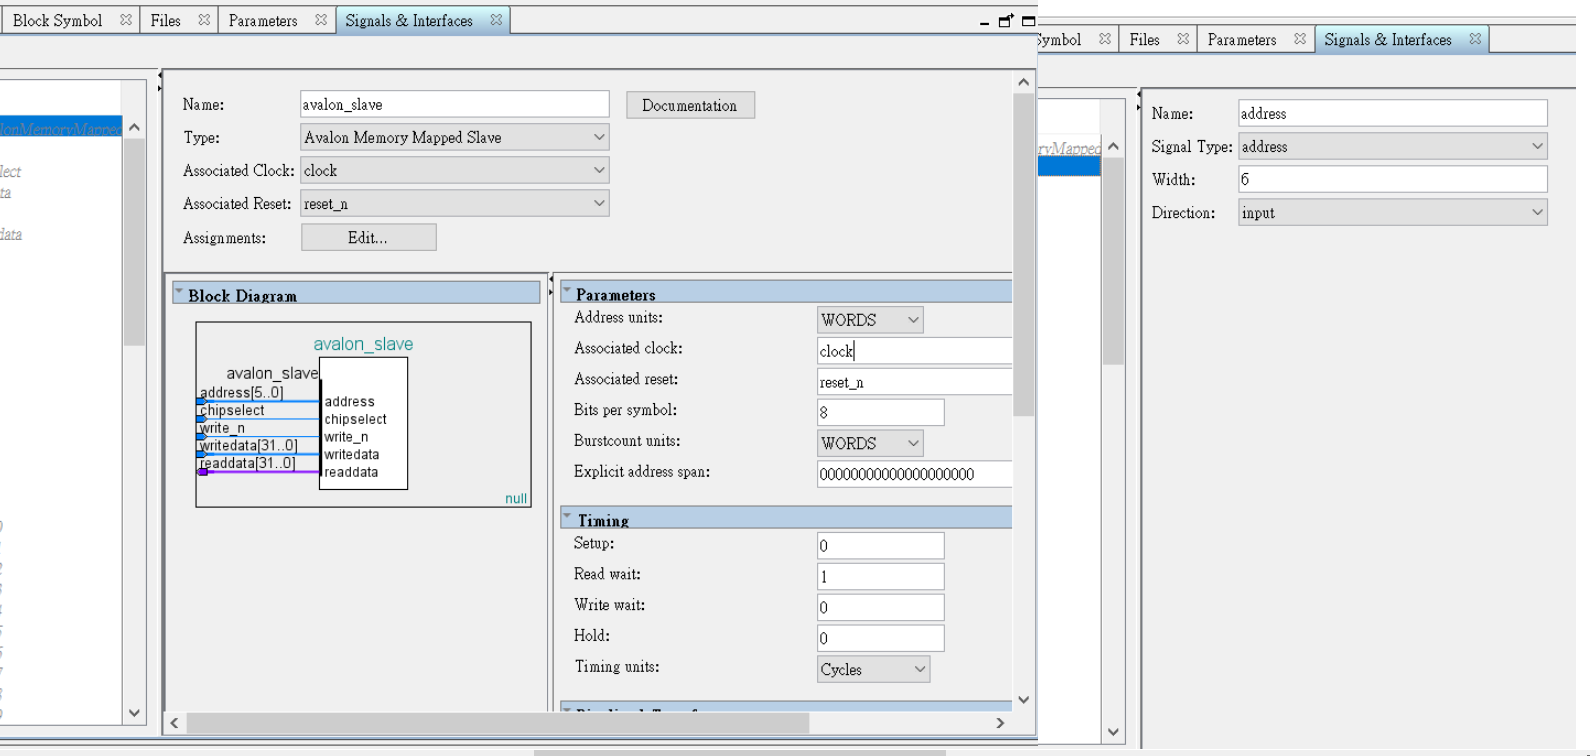 Block Symbol
Files
Parameters
Signals & Interfaces
Symbol
Files
Parameters
Signals & Interfaces
lonMemoryMapped
lect
ta
data
Name:
avalon_slave
Documentation
Type:
Avalon Memory Mapped Slave
Associated Clock:
clock
Associated Reset:
reset_n
Assignments:
Edit...
Block Diagram
avalon_slave
avalon_slave
address[5..0]
address
chipselect
chipselect
write_n
write_n
writedata[31..0]
writedata
readdata[31..0]
readdata
null
Parameters
Address units:
WORDS
Associated clock:
clock
Associated reset:
reset_n
Bits per symbol:
8
Burstcount units:
WORDS
Explicit address span:
00000000000000000000
Timing
Setup:
0
Read wait:
1
Write wait:
0
Hold:
0
Timing units:
Cycles
ryMapped
Name:
address
Signal Type:
address
Width:
6
Direction:
input